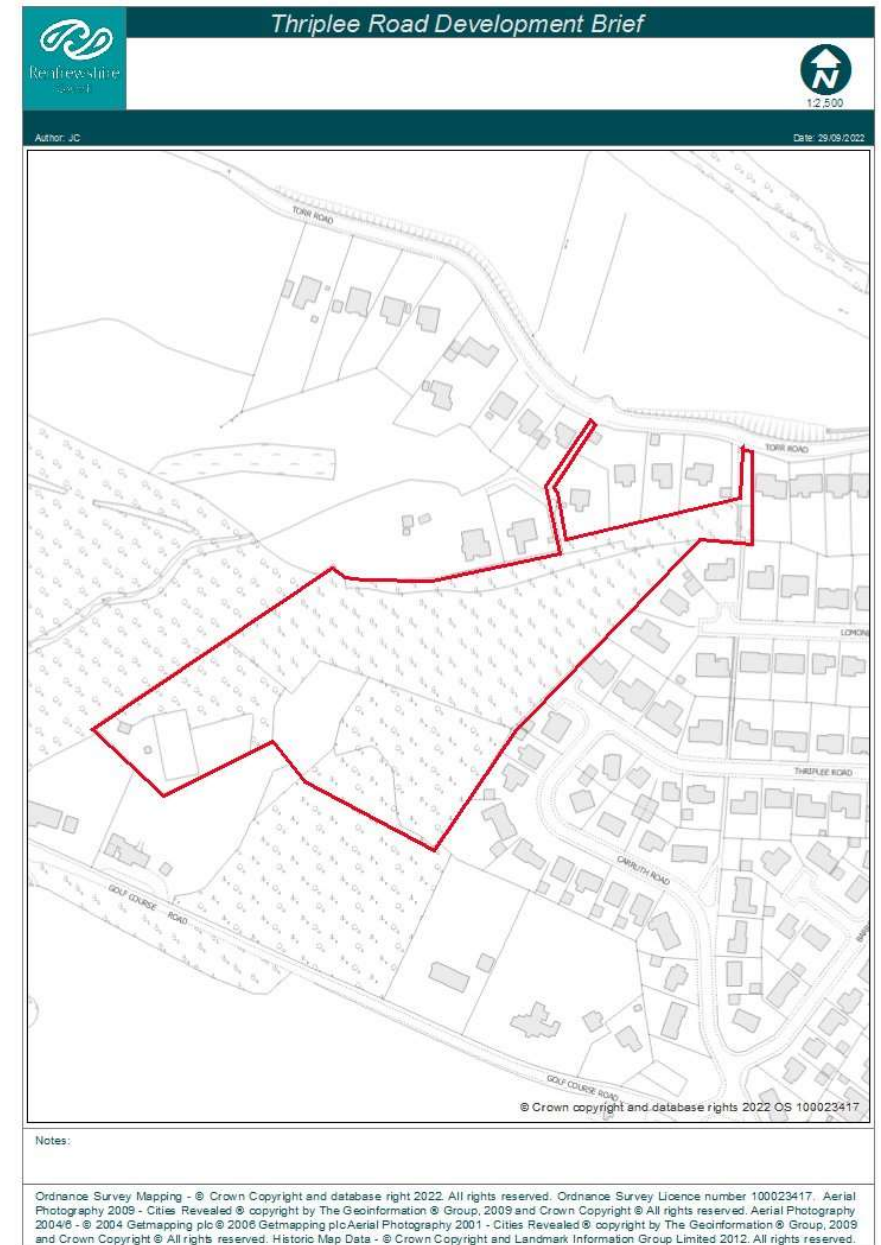 Thriplee Road Development Brief
Renfrewshire
Council
N
1:2,500
Author: JC
Date: 29/09/2022
TORR ROAD
TORR ROAD
THRIPLEE ROAD
CARRUTH ROAD
GOLF COURSE ROAD
GOLF COURSE ROAD
© Crown copyright and database rights 2022 OS 100023417
Notes:
Ordnance Survey Mapping - © Crown Copyright and database right 2022. All rights reserved. Ordnance Survey Licence number 100023417. Aerial
Photography 2009 - Cities Revealed ® copyright by The Geoinformation ® Group, 2009 and Crown Copyright © All rights reserved. Aerial Photography
2004/6 - © 2004 Getmapping plc © 2006 Getmapping plc Aerial Photography 2001 - Cities Revealed ® copyright by The Geoinformation ® Group, 2009
and Crown Copyright © All rights reserved. Historic Map Data - © Crown Copyright and Landmark Information Group Limited 2012. All rights reserved.